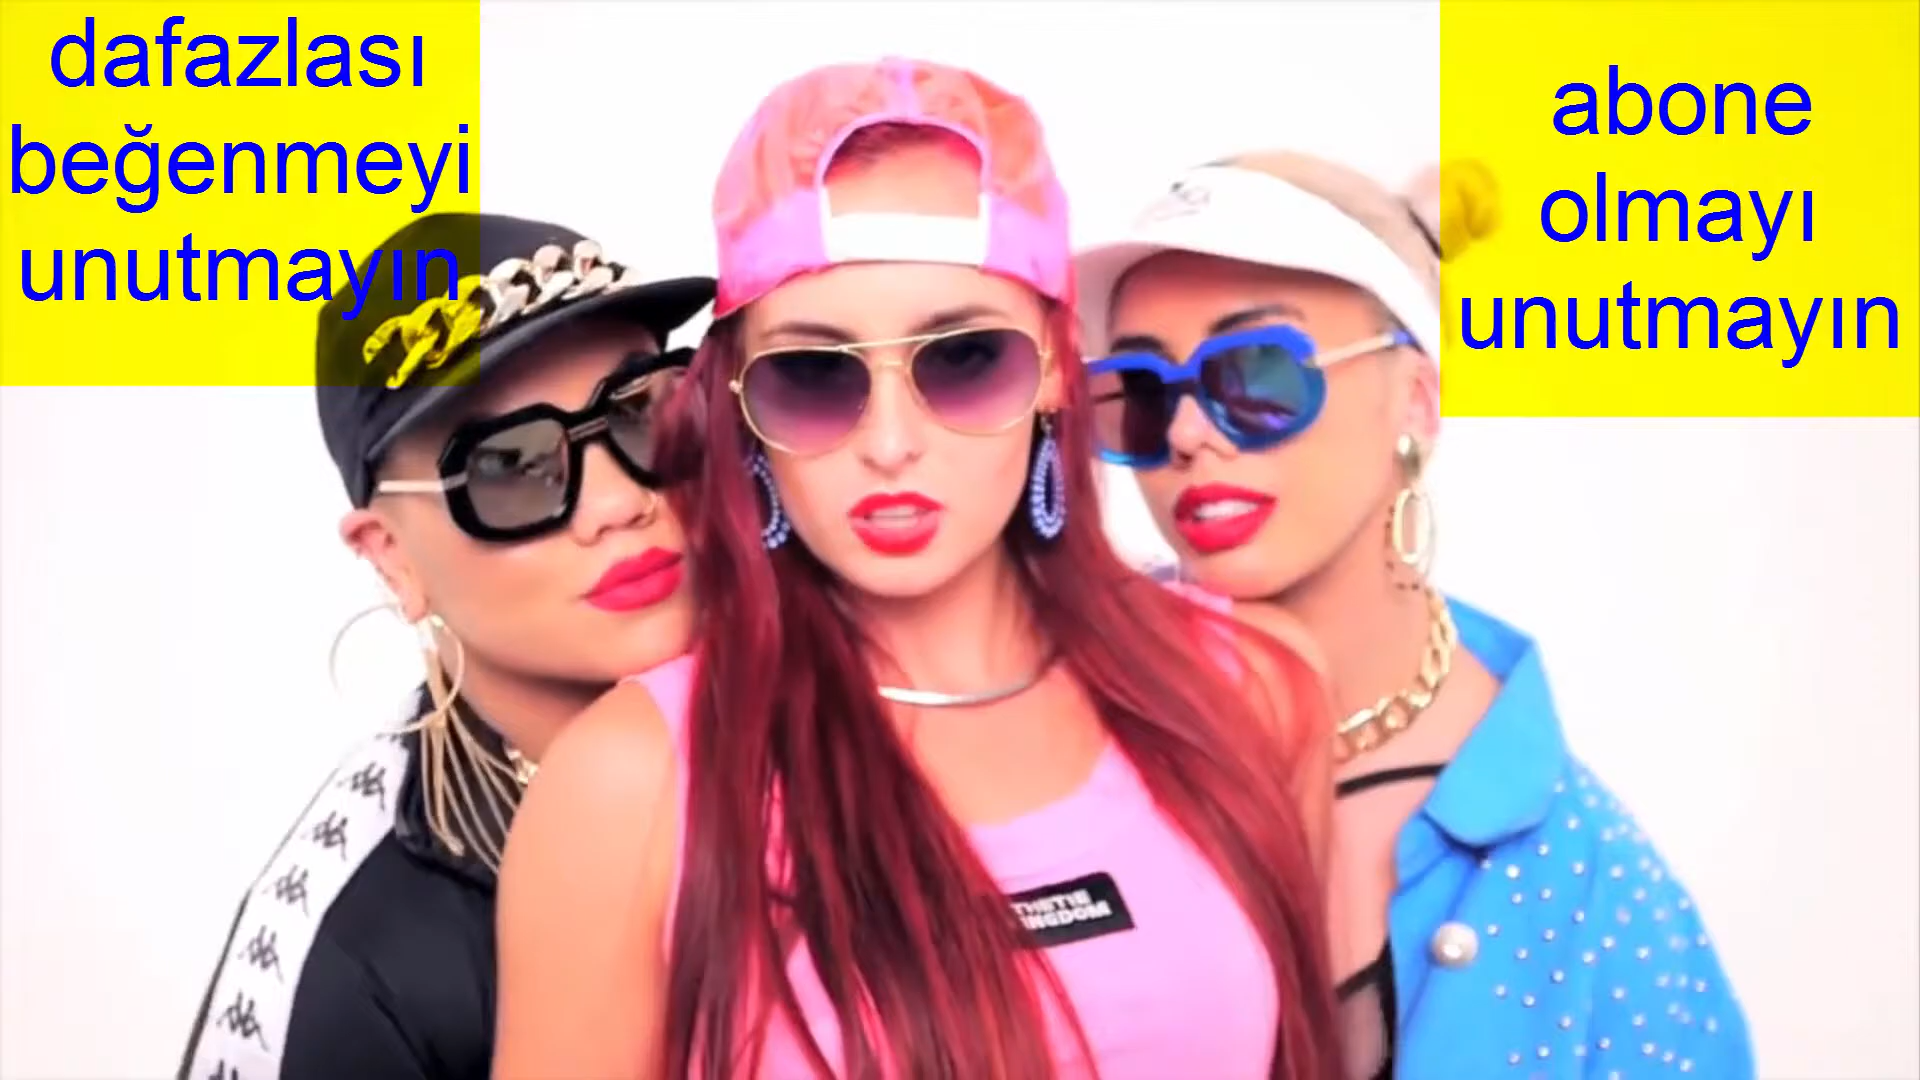 dafazlası
beğenmeyi
unutmayın
abone
olmayı
unutmayın